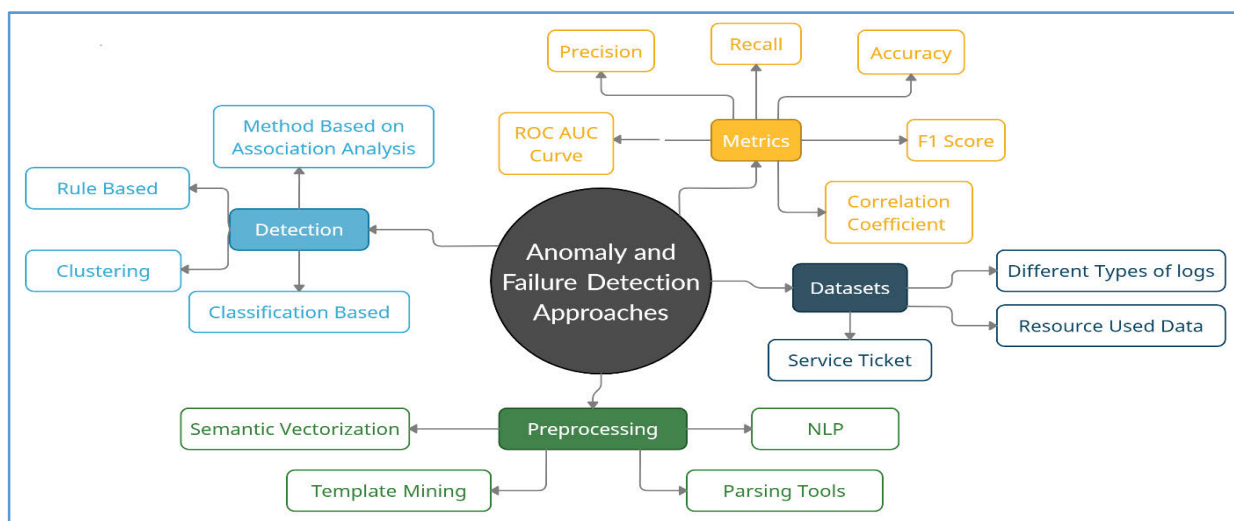 Precision
Recall
Accuracy
ROC AUC
Curve
Metrics
F1 Score
Correlation
Coefficient
Method Based on
Association Analysis
Rule Based
Detection
Clustering
Classification Based
Anomaly and
Failure Detection
Approaches
Datasets
Different Types of logs
Resource Used Data
Service Ticket
Preprocessing
Semantic Vectorization
NLP
Template Mining
Parsing Tools